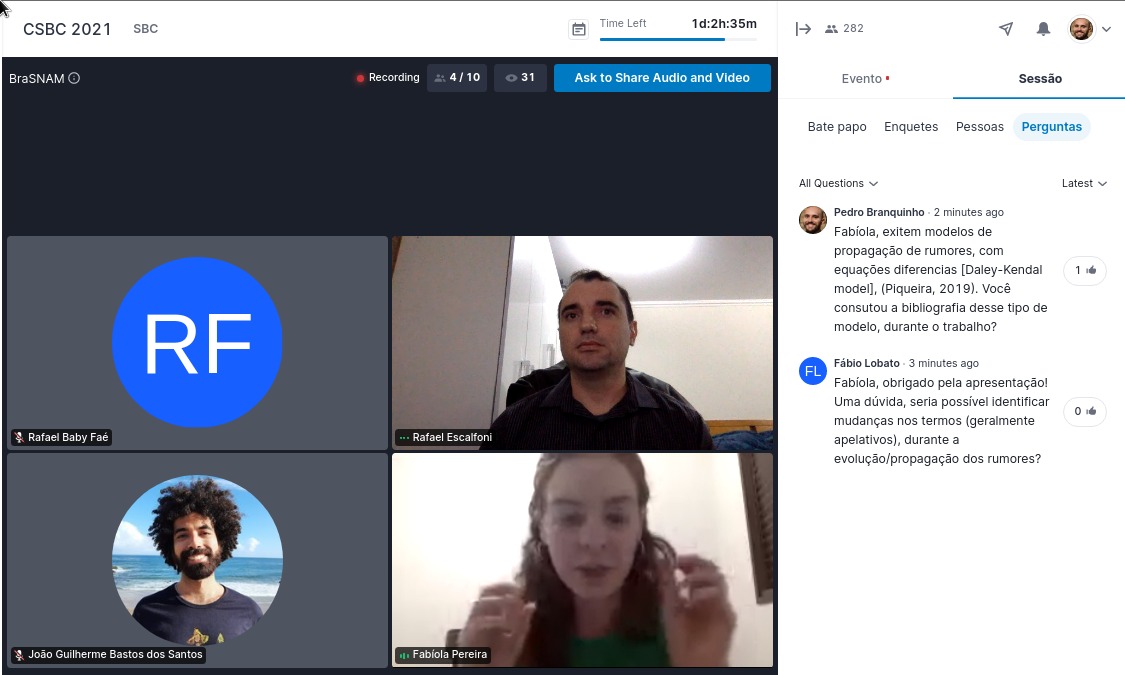 CSBC 2021
SBC
Time Left
1d:2h:35m
282
BraSNAM
Recording
4 / 10
31
Ask to Share Audio and Video
Evento
Sessão
Bate papo
Enquetes
Pessoas
Perguntas
All Questions
Latest
Pedro Branquinho · 2 minutes ago
Fabíola, exitem modelos de
propagação de rumores, com
equações diferencias [Daley-Kendal
model], (Piqueira, 2019). Você
consutou a bibliografia desse tipo de
modelo, durante o trabalho?
1
FL
Fábio Lobato · 3 minutes ago
Fabíola, obrigado pela apresentação!
Uma dúvida, seria possível identificar
mudanças nos termos (geralmente
apelativos), durante a
evolução/propagação dos rumores?
0
RF
Rafael Baby Faé
Rafael Escalfoni
João Guilherme Bastos dos Santos
Fabíola Pereira